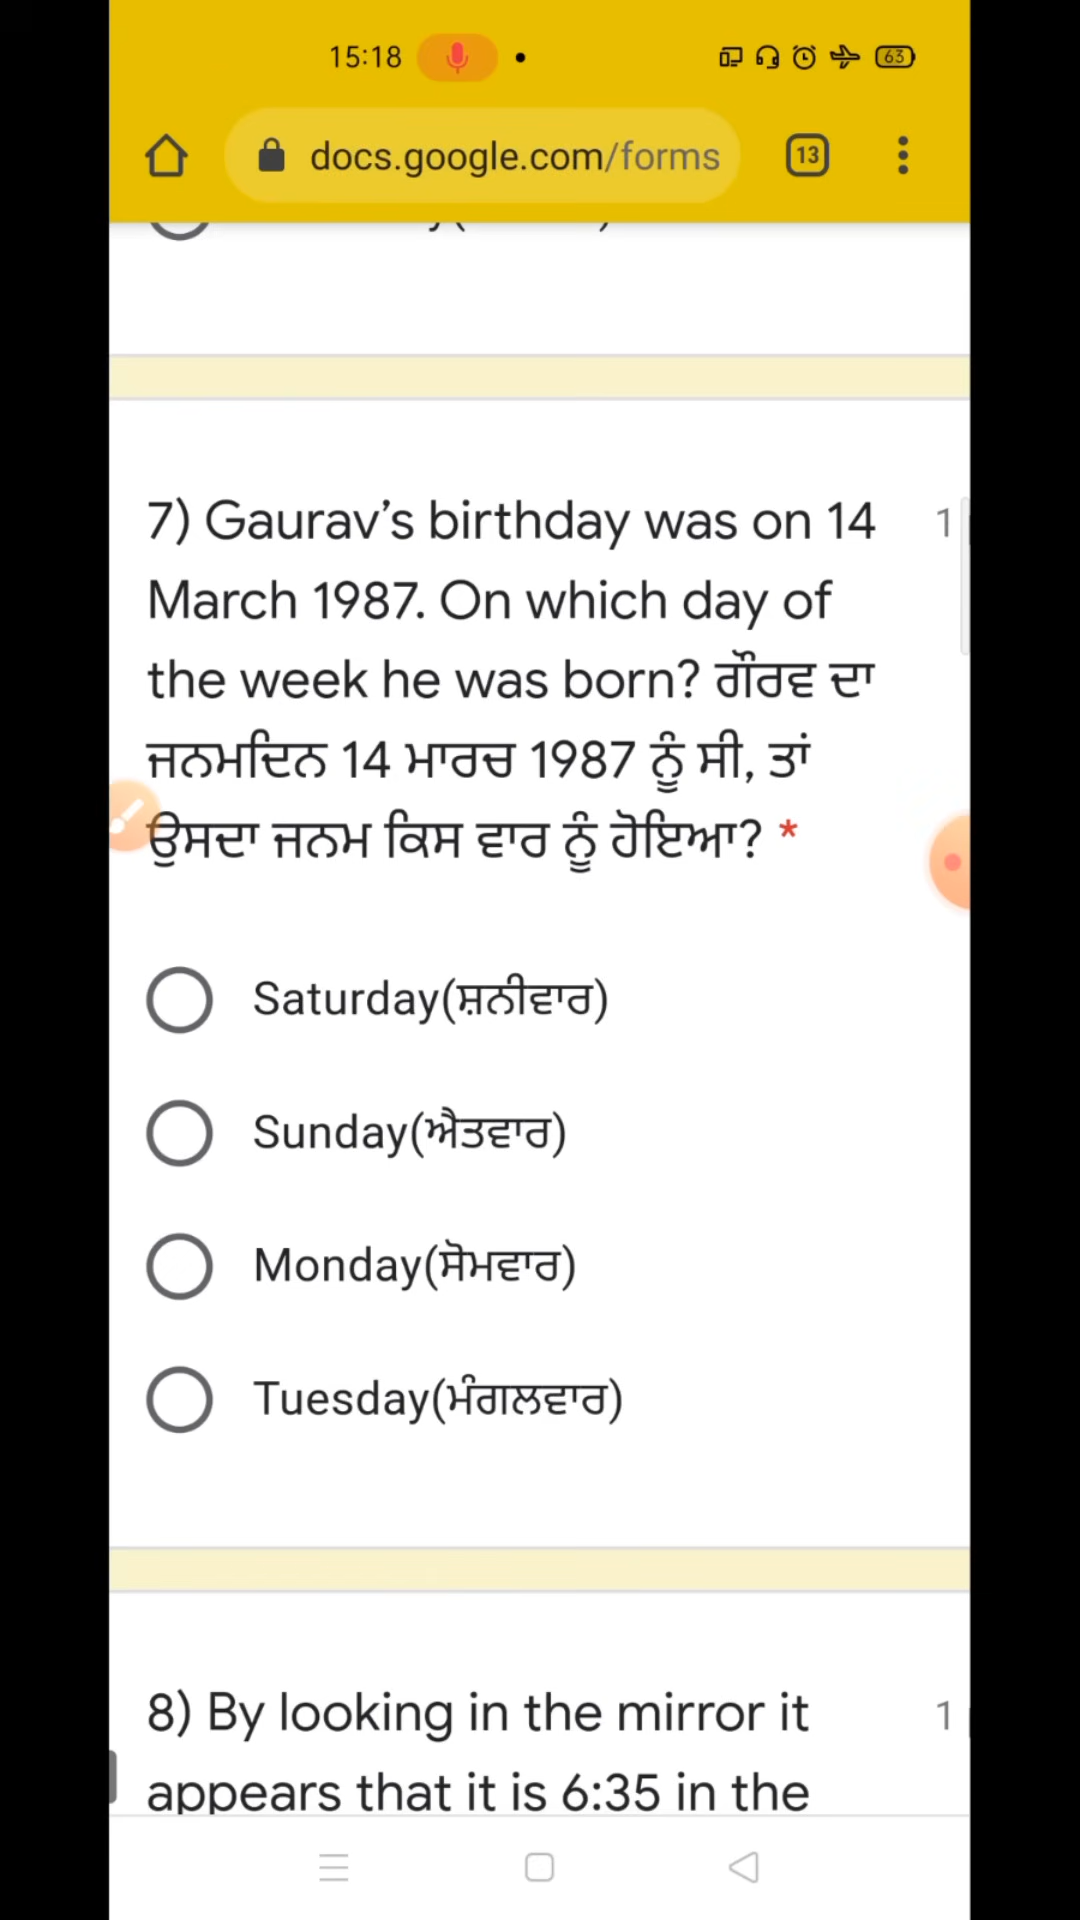 15:18
63
docs.google.com/forms
13
7) Gaurav's birthday was on 14
1
March 1987. On which day of
the week he was born? ਗੌਰਵ ਦਾ
ਜਨਮਦਿਨ 14 ਮਾਰਚ 1987 ਨੂੰ ਸੀ, ਤਾਂ
ਉਸਦਾ ਜਨਮ ਕਿਸ ਵਾਰ ਨੂੰ ਹੋਇਆ? *
Saturday(ਸ਼ਨੀਵਾਰ)
Sunday(ਐਤਵਾਰ)
Monday(ਸੋਮਵਾਰ)
Tuesday(ਮੰਗਲਵਾਰ)
8) By looking in the mirror it
1
appears that it is 6:35 in the